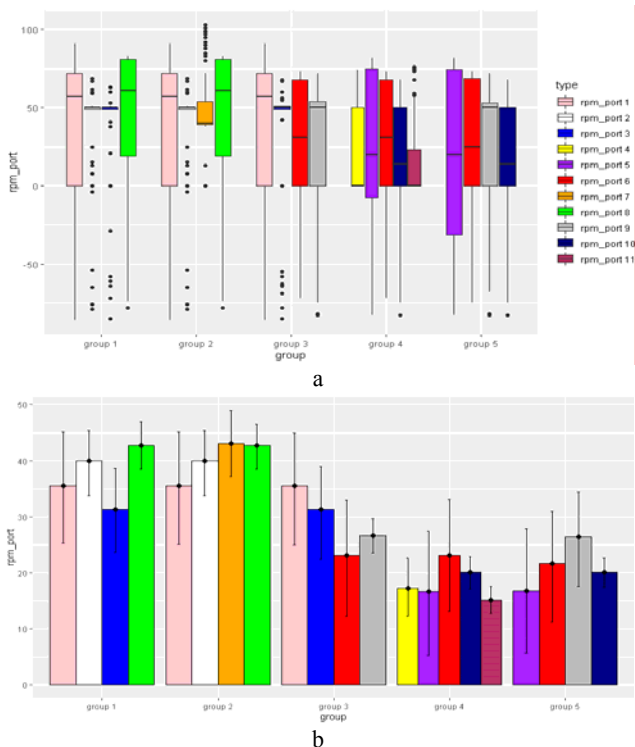 100
50
0
-50
rpm_port
group 1 group 2 group 3 group 4 group 5
group
type
rpm_port 1
rpm_port 2
rpm_port 3
rpm_port 4
rpm_port 5
rpm_port 6
rpm_port 7
rpm_port 8
rpm_port 9
rpm_port 10
rpm_port 11
a
50
40
30
20
10
0
rpm_port
group 1 group 2 group 3 group 4 group 5
group
b